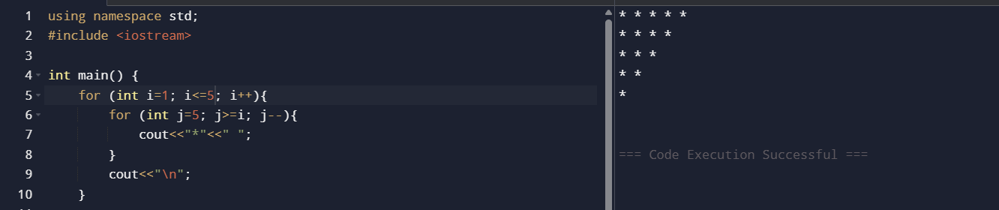 1 using namespace std;
2 #include <iostream>
3
4 int main() {
5 for (int i=1; i<=5; i++){
6 for (int j=5; j>=i; j--){
7 cout<<"*"<<" ";
8 }
9 cout<<"\n";
10 }
* * * * *
* * * *
* * *
* *
*
=== Code Execution Successful ===